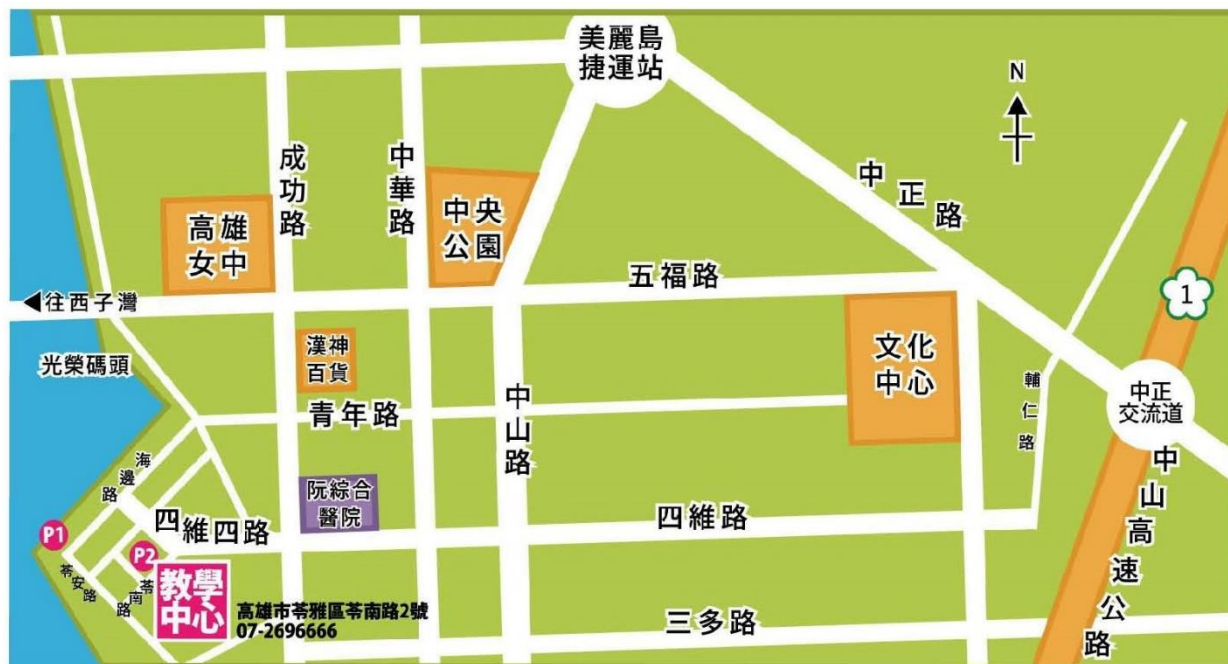 美麗島
捷運站
N
成功路
中華路
中正路
高雄
女中
中央
公園
五福路
往西子灣
1
光榮碼頭
漢神
百貨
文化
中心
青年路
中山路
輔仁路
中正
交流道
海邊路
阮綜合
醫院
四維四路
四維路
中山高速公路
P1
P2
苓安路
苓南路
教學
中心
高雄市苓雅區苓南路2號
07-2696666
三多路